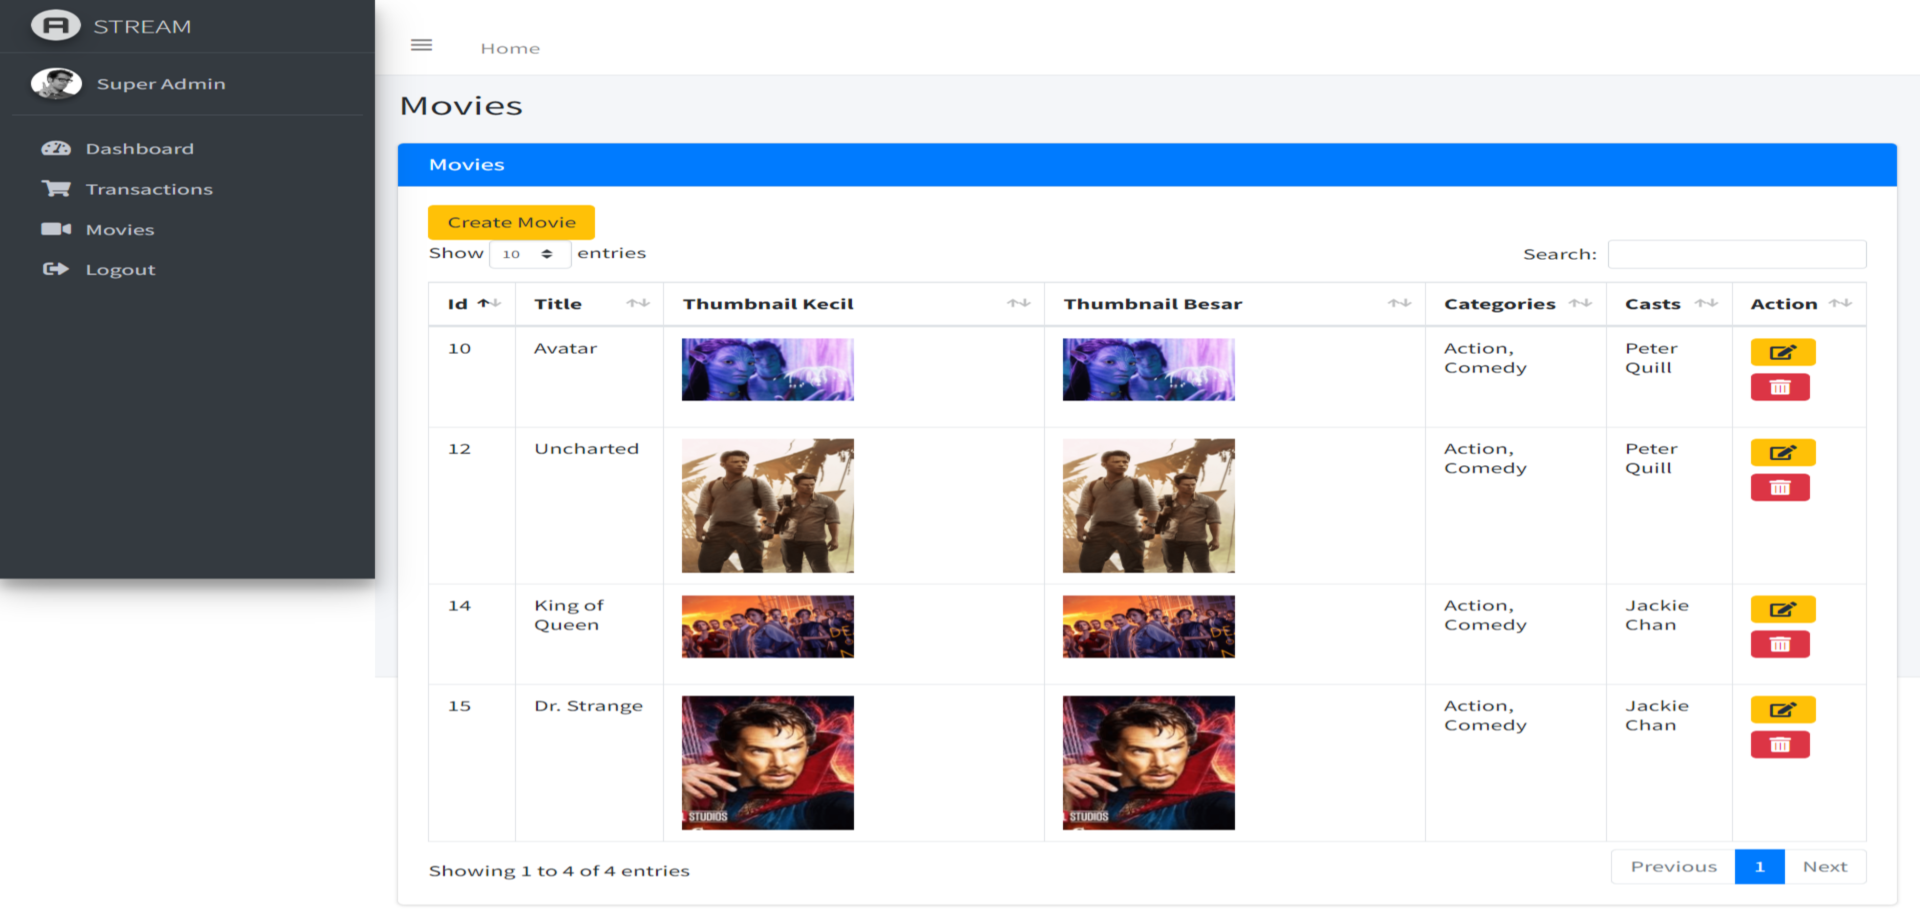 STREAM
Super Admin
Dashboard
Transactions
Movies
Logout
Home
Movies
Movies
Create Movie
Show 10 entries
Search:
Id Title Thumbnail Kecil Thumbnail Besar Categories Casts Action
10 Avatar Action, Peter
Comedy Quill
12 Uncharted Action, Peter
Comedy Quill
14 King of Action, Jackie
Queen Comedy Chan
15 Dr. Strange Action, Jackie
Comedy Chan
STUDIOS STUDIOS
Showing 1 to 4 of 4 entries
Previous 1 Next